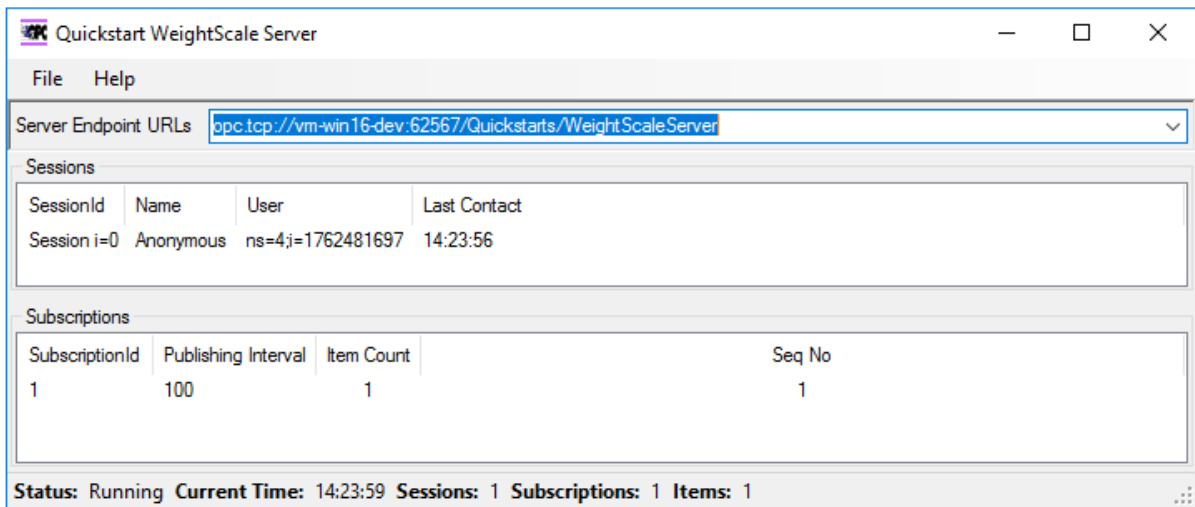 Quickstart WeightScale Server
File Help
Server Endpoint URLs opc.tcp://vm-win16-dev:62567/Quickstarts/WeightScaleServer
Sessions
SessionId Name User Last Contact
Session i=0 Anonymous ns=4;i=1762481697 14:23:56
Subscriptions
SubscriptionId Publishing Interval Item Count Seq No
1 100 1 1
Status: Running Current Time: 14:23:59 Sessions: 1 Subscriptions: 1 Items: 1